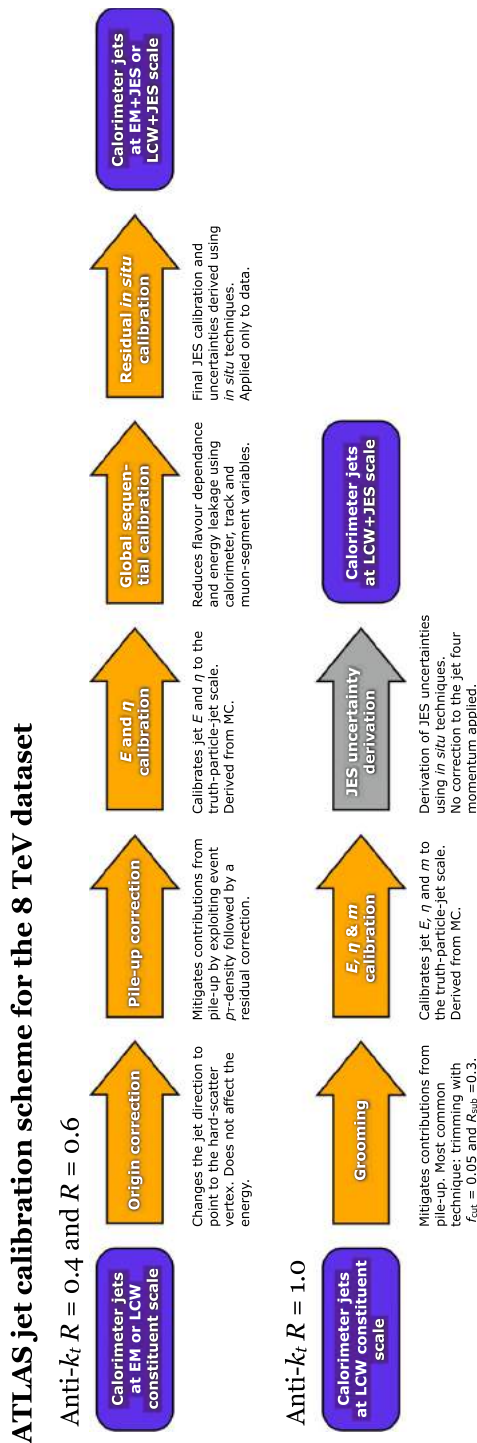 ATLAS jet calibration scheme for the 8 TeV dataset
Anti-kt R = 0.4 and R = 0.6
Calorimeter jets
at EM or LCW
constituent scale
Origin correction
Changes the jet direction to
point to the hard-scatter
vertex. Does not affect the
energy.
Pile-up correction
Mitigates contributions from
pile-up by exploiting event
pT-density followed by a
residual correction.
E and η
calibration
Calibrates jet E and η to the
truth-particle-jet scale.
Derived from MC.
Global sequen-
tial calibration
Reduces flavour dependance
and energy leakage using
calorimeter, track and
muon-segment variables.
Residual in situ
calibration
Final JES calibration and
uncertainties derived using
in situ techniques.
Applied only to data.
Calorimeter jets
at EM+JES or
LCW+JES scale
Anti-kt R = 1.0
Calorimeter jets
at LCW constituent
scale
Grooming
Mitigates contributions from
pile-up. Most common
technique: trimming with
fcut = 0.05 and Rsub =0.3.
E, η & m
calibration
Calibrates jet E, η and m to
the truth-particle-jet scale.
Derived from MC.
JES uncertainty
derivation
Derivation of JES uncertainties
using in situ techniques.
No correction to the jet four
momentum applied.
Calorimeter jets
at LCW+JES scale